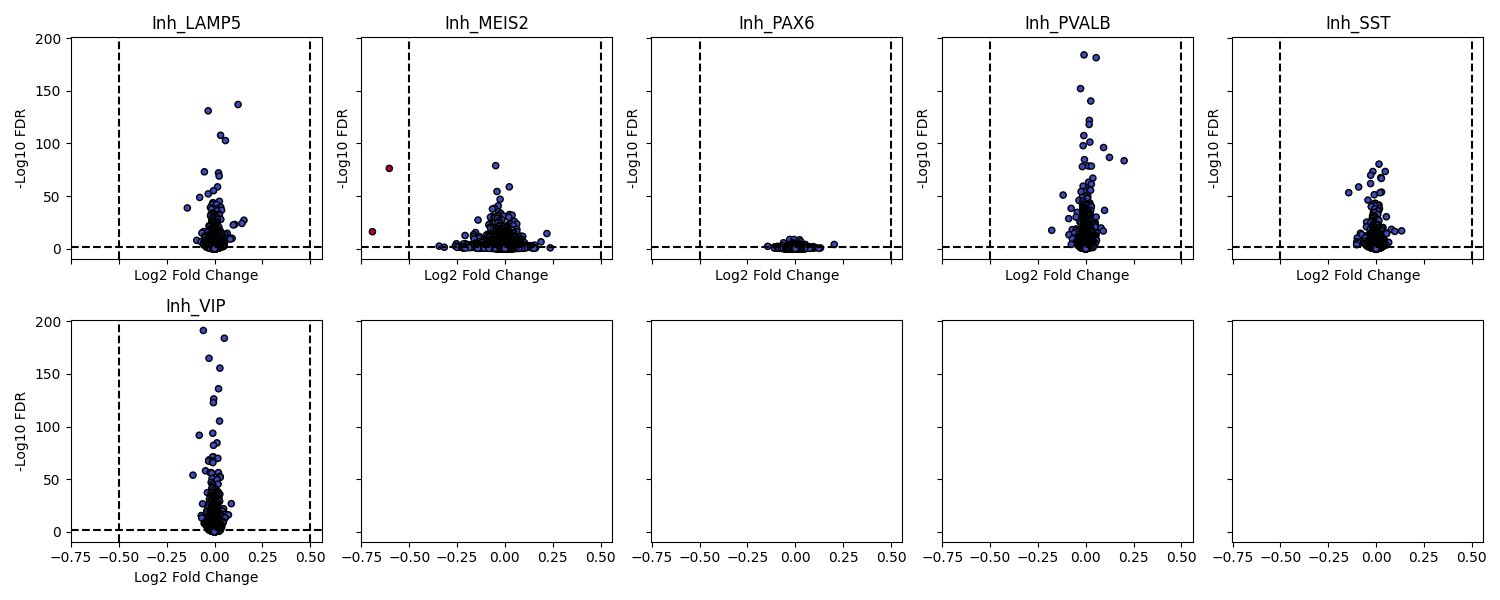 Inh_LAMP5 Inh_MEIS2 Inh_PAX6 Inh_PVALB Inh_SST
200
150
100
50
0
-Log10 FDR -Log10 FDR -Log10 FDR -Log10 FDR -Log10 FDR
Log2 Fold Change Log2 Fold Change Log2 Fold Change Log2 Fold Change Log2 Fold Change
Inh_VIP
200
150
100
50
0
-Log10 FDR
−0.75 −0.50 −0.25 0.00 0.25 0.50 −0.75 −0.50 −0.25 0.00 0.25 0.50 −0.75 −0.50 −0.25 0.00 0.25 0.50 −0.75 −0.50 −0.25 0.00 0.25 0.50 −0.75 −0.50 −0.25 0.00 0.25 0.50
Log2 Fold Change